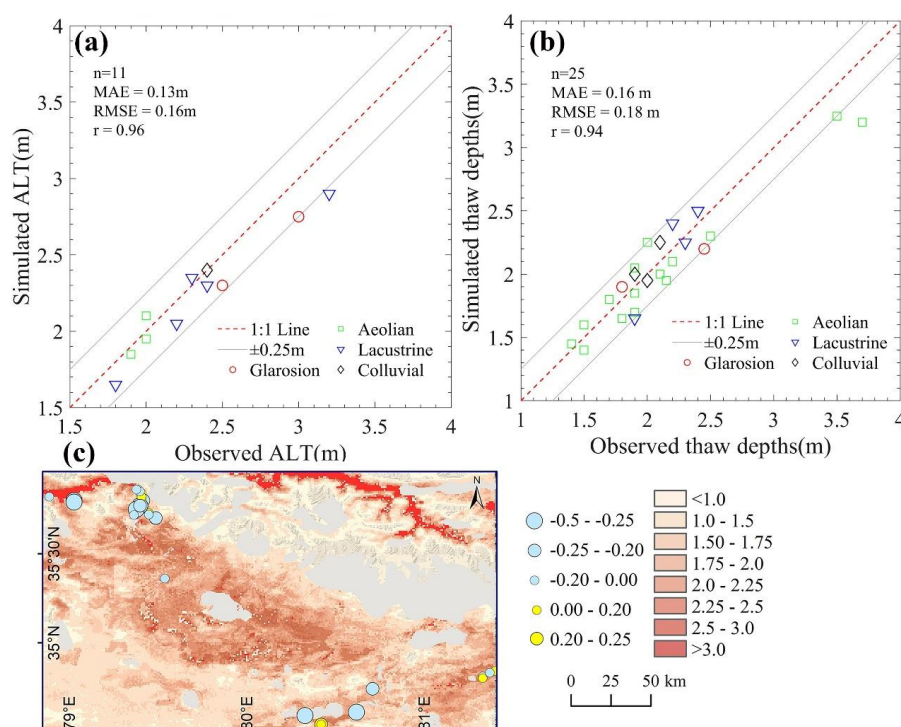 (a)
n=11
MAE = 0.13m
RMSE = 0.16m
r = 0.96
Simulated ALT(m)
4
3.5
3
2.5
2
1.5
1.5 2 2.5 3 3.5 4
Observed ALT(m)
1:1 Line
±0.25m
Glarosion
Aeolian
Lacustrine
Colluvial
(b)
n=25
MAE = 0.16 m
RMSE = 0.18 m
r = 0.94
Simulated thaw depths(m)
4
3.5
3
2.5
2
1.5
1
1 1.5 2 2.5 3 3.5 4
Observed thaw depths(m)
1:1 Line
±0.25m
Glarosion
Aeolian
Lacustrine
Colluvial
(c)
N
35°30'N
35°N
79°E
80°E
81°E
-0.5 - -0.25
-0.25 - -0.20
-0.20 - 0.00
0.00 - 0.20
0.20 - 0.25
<1.0
1.0 - 1.5
1.50 - 1.75
1.75 - 2.0
2.0 - 2.25
2.25 - 2.5
2.5 - 3.0
>3.0
0 25 50 km